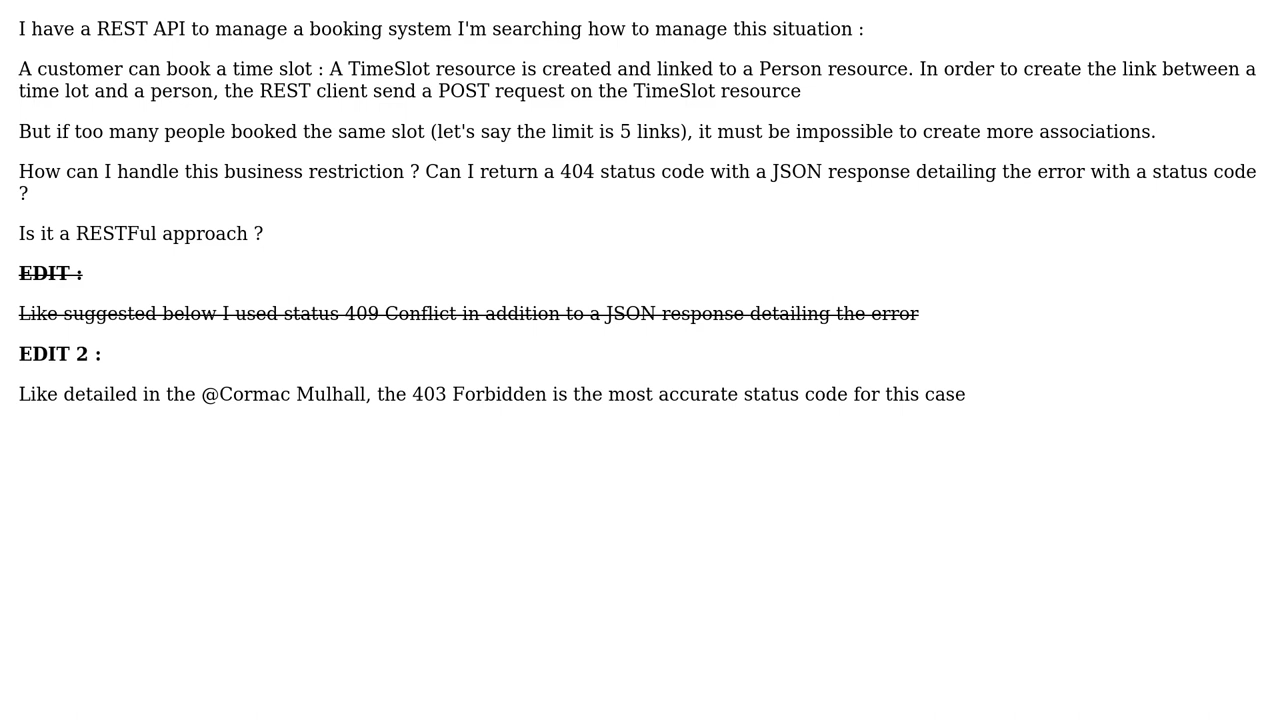 I have a REST API to manage a booking system I'm searching how to manage this situation :
A customer can book a time slot : A TimeSlot resource is created and linked to a Person resource. In order to create the link between a
time lot and a person, the REST client send a POST request on the TimeSlot resource
But if too many people booked the same slot (let's say the limit is 5 links), it must be impossible to create more associations.
How can I handle this business restriction ? Can I return a 404 status code with a JSON response detailing the error with a status code
?
Is it a RESTFul approach ?
EDIT :
Like suggested below I used status 409 Conflict in addition to a JSON response detailing the error
EDIT 2 :
Like detailed in the @Cormac Mulhall, the 403 Forbidden is the most accurate status code for this case